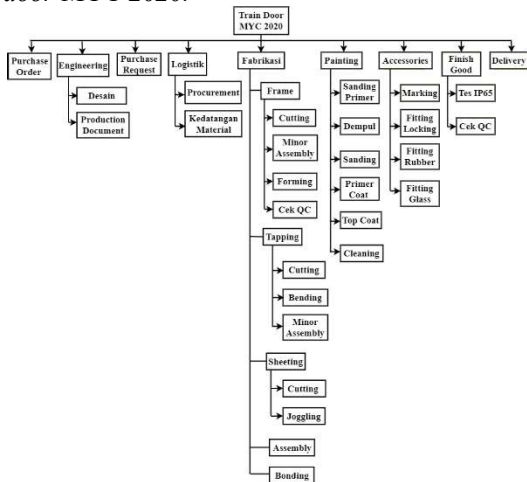 MYC 2020.
Train Door
MYC 2020
Purchase
Order
Engineering
Purchase
Request
Logistik
Fabrikasi
Painting
Accessories
Finish
Good
Delivery
Desain
Production
Document
Procurement
Kedatangan
Material
Frame
Cutting
Minor
Assembly
Forming
Cek QC
Tapping
Cutting
Bending
Minor
Assembly
Sheeting
Cutting
Joggling
Assembly
Bonding
Sanding
Primer
Dempul
Sanding
Primer
Coat
Top Coat
Cleaning
Marking
Fitting
Locking
Fitting
Rubber
Fitting
Glass
Tes IP65
Cek QC